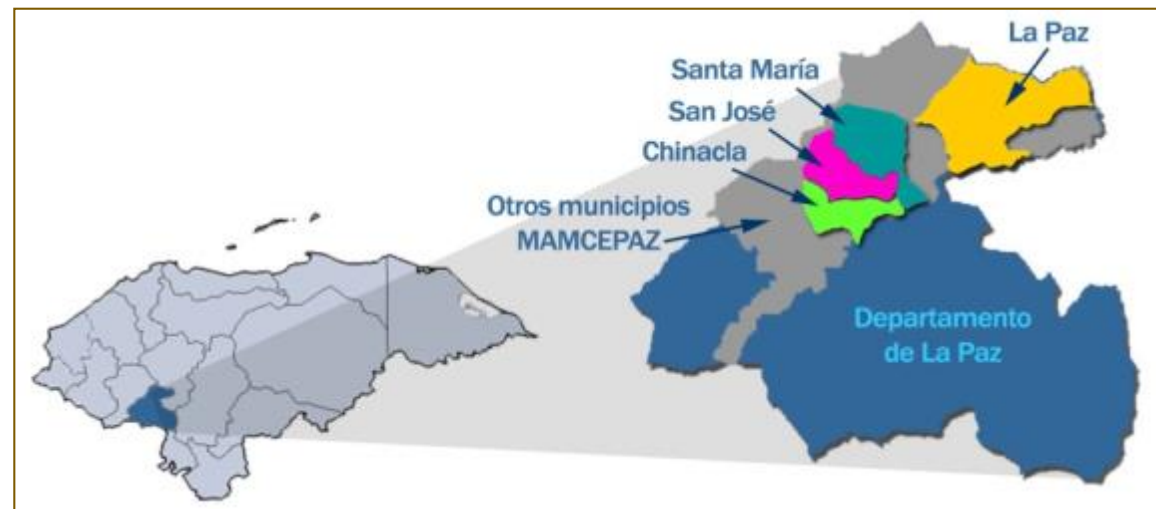 La Paz
Santa María
San José
Chinacla
Otros municipios
MAMCEPAZ
Departamento
de La Paz